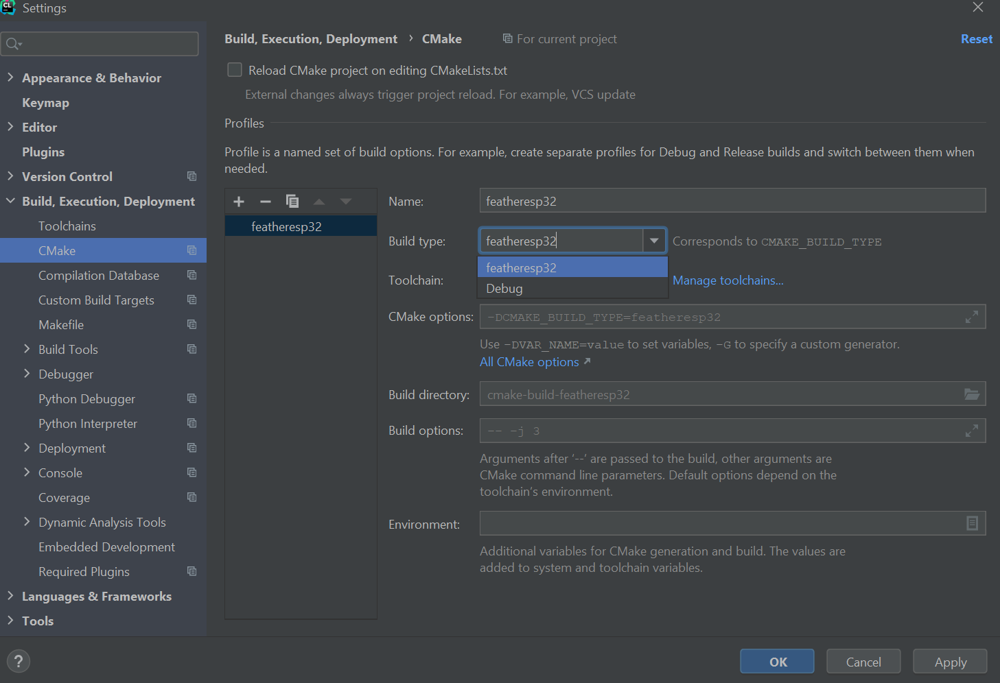 CL
Settings
Build, Execution, Deployment › CMake
For current project
Reset
Reload CMake project on editing CMakeLists.txt
External changes always trigger project reload. For example, VCS update
Profiles
Profile is a named set of build options. For example, create separate profiles for Debug and Release builds and switch between them when
needed.
Appearance & Behavior
Keymap
Editor
Plugins
Version Control
Build, Execution, Deployment
Toolchains
CMake
Compilation Database
Custom Build Targets
Makefile
Build Tools
Debugger
Python Debugger
Python Interpreter
Deployment
Console
Coverage
Dynamic Analysis Tools
Embedded Development
Required Plugins
Languages & Frameworks
Tools
featheresp32
Name: featheresp32
Build type: featheresp32 Corresponds to CMAKE_BUILD_TYPE
featheresp32
Debug
Toolchain: Manage toolchains...
CMake options: -DCMAKE_BUILD_TYPE=featheresp32
Use -DVAR_NAME=value to set variables, -G to specify a custom generator.
All CMake options ↗
Build directory: cmake-build-featheresp32
Build options: -- -j 3
Arguments after ‘--’ are passed to the build, other arguments are
CMake command line parameters. Default options depend on the
toolchain’s environment.
Environment:
Additional variables for CMake generation and build. The values are
added to system and toolchain variables.
?
OK
Cancel
Apply